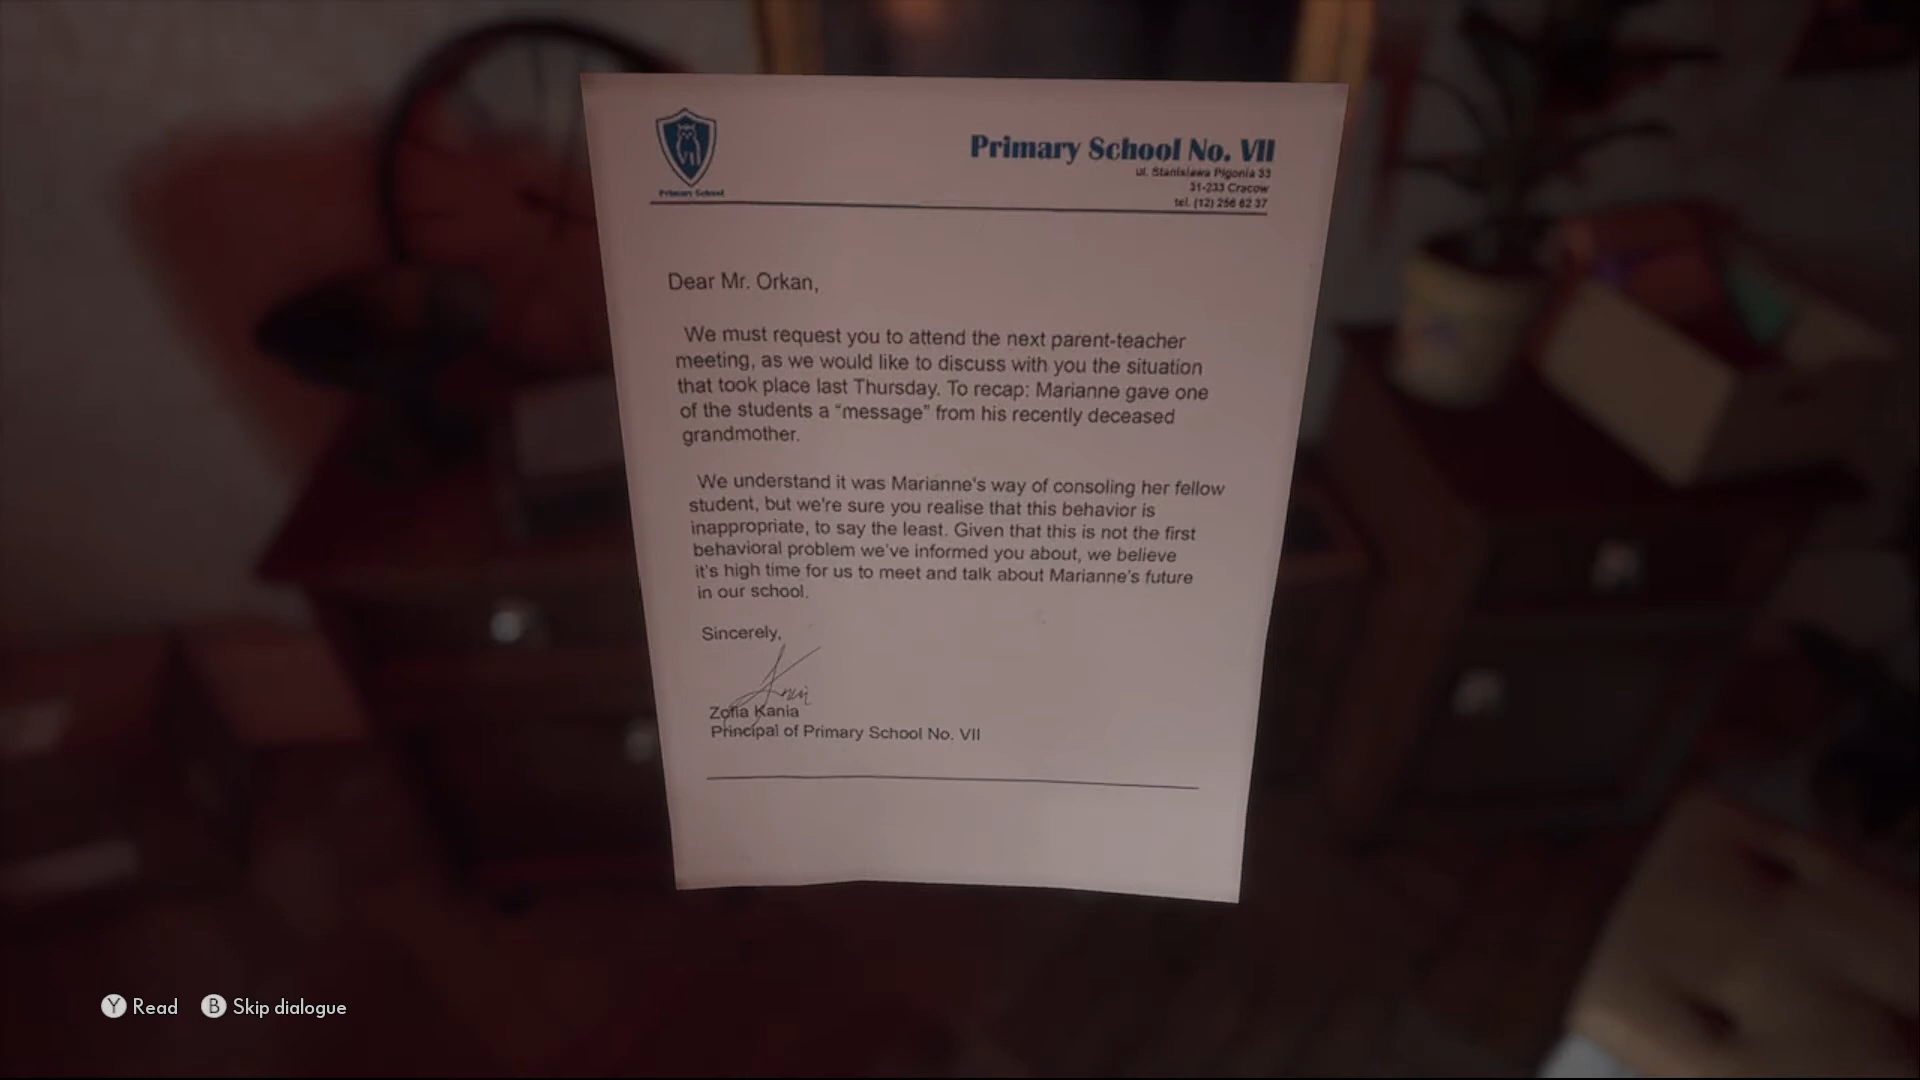 VII
Primary School
Primary School No. VII
ul. Stanisława Pigonia 33
31-233 Cracow
tel. (12) 256 62 37
Dear Mr. Orkan,
We must request you to attend the next parent-teacher
meeting, as we would like to discuss with you the situation
that took place last Thursday. To recap: Marianne gave one
of the students a “message” from his recently deceased
grandmother.
We understand it was Marianne's way of consoling her fellow
student, but we're sure you realise that this behavior is
inappropriate, to say the least. Given that this is not the first
behavioral problem we've informed you about, we believe
it's high time for us to meet and talk about Marianne's future
in our school.
Sincerely,
Zofia Kania
Principal of Primary School No. VII
Y Read B Skip dialogue